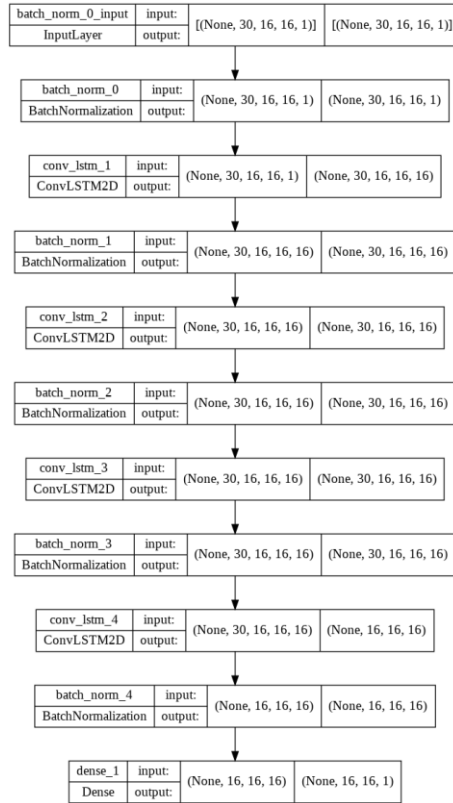 batch_norm_0_input input: [(None, 30, 16, 16, 1)] [(None, 30, 16, 16, 1)]
InputLayer output:
batch_norm_0 input: (None, 30, 16, 16, 1) (None, 30, 16, 16, 1)
BatchNormalization output:
conv_lstm_1 input: (None, 30, 16, 16, 1) (None, 30, 16, 16, 16)
ConvLSTM2D output:
batch_norm_1 input: (None, 30, 16, 16, 16) (None, 30, 16, 16, 16)
BatchNormalization output:
conv_lstm_2 input: (None, 30, 16, 16, 16) (None, 30, 16, 16, 16)
ConvLSTM2D output:
batch_norm_2 input: (None, 30, 16, 16, 16) (None, 30, 16, 16, 16)
BatchNormalization output:
conv_lstm_3 input: (None, 30, 16, 16, 16) (None, 30, 16, 16, 16)
ConvLSTM2D output:
batch_norm_3 input: (None, 30, 16, 16, 16) (None, 30, 16, 16, 16)
BatchNormalization output:
conv_lstm_4 input: (None, 30, 16, 16, 16) (None, 16, 16, 16)
ConvLSTM2D output:
batch_norm_4 input: (None, 16, 16, 16) (None, 16, 16, 16)
BatchNormalization output:
dense_1 input: (None, 16, 16, 16) (None, 16, 16, 1)
Dense output: